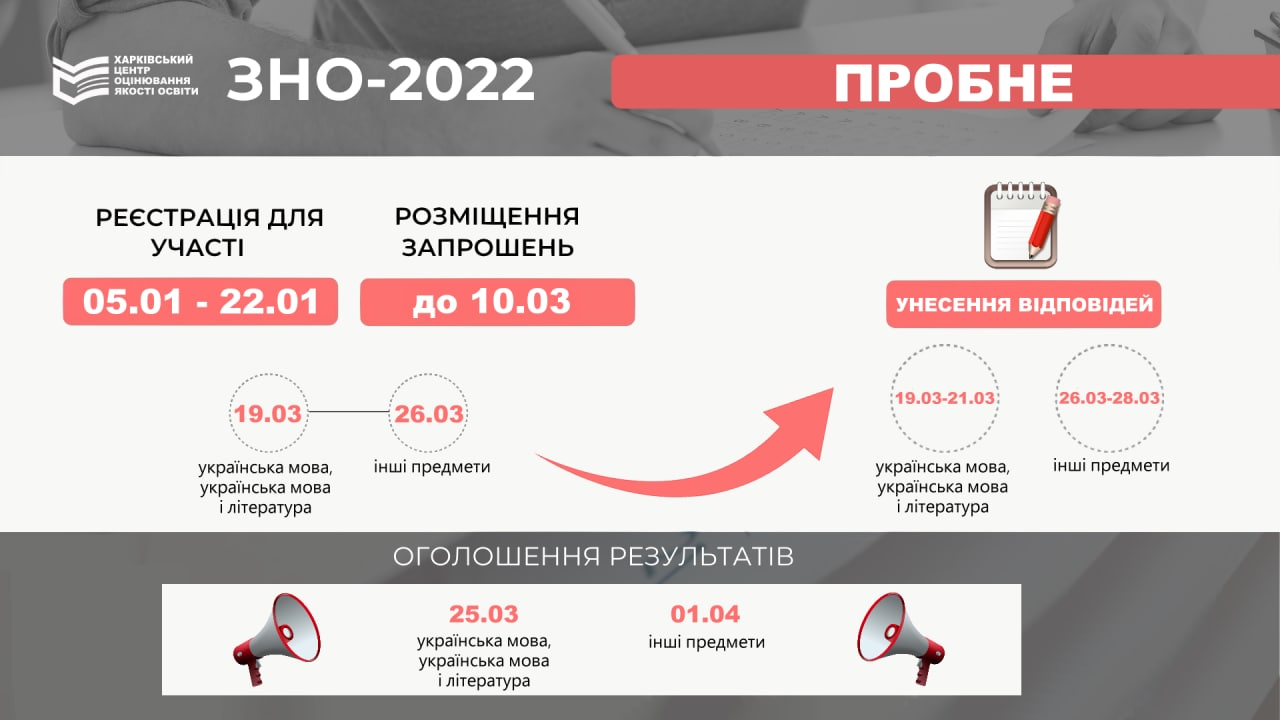 ХАРКІВСЬКИЙ
ЦЕНТР
ОЦІНЮВАННЯ
ЯКОСТІ ОСВІТИ
ЗНО-2022
ПРОБНЕ
РЕЄСТРАЦІЯ ДЛЯ
УЧАСТІ
05.01 - 22.01
РОЗМІЩЕННЯ
ЗАПРОШЕНЬ
до 10.03
УНЕСЕННЯ ВІДПОВІДЕЙ
19.03
українська мова,
українська мова
і література
26.03
інші предмети
19.03-21.03
українська мова,
українська мова
і література
26.03-28.03
інші предмети
ОГОЛОШЕННЯ РЕЗУЛЬТАТІВ
25.03
українська мова,
українська мова
і література
01.04
інші предмети